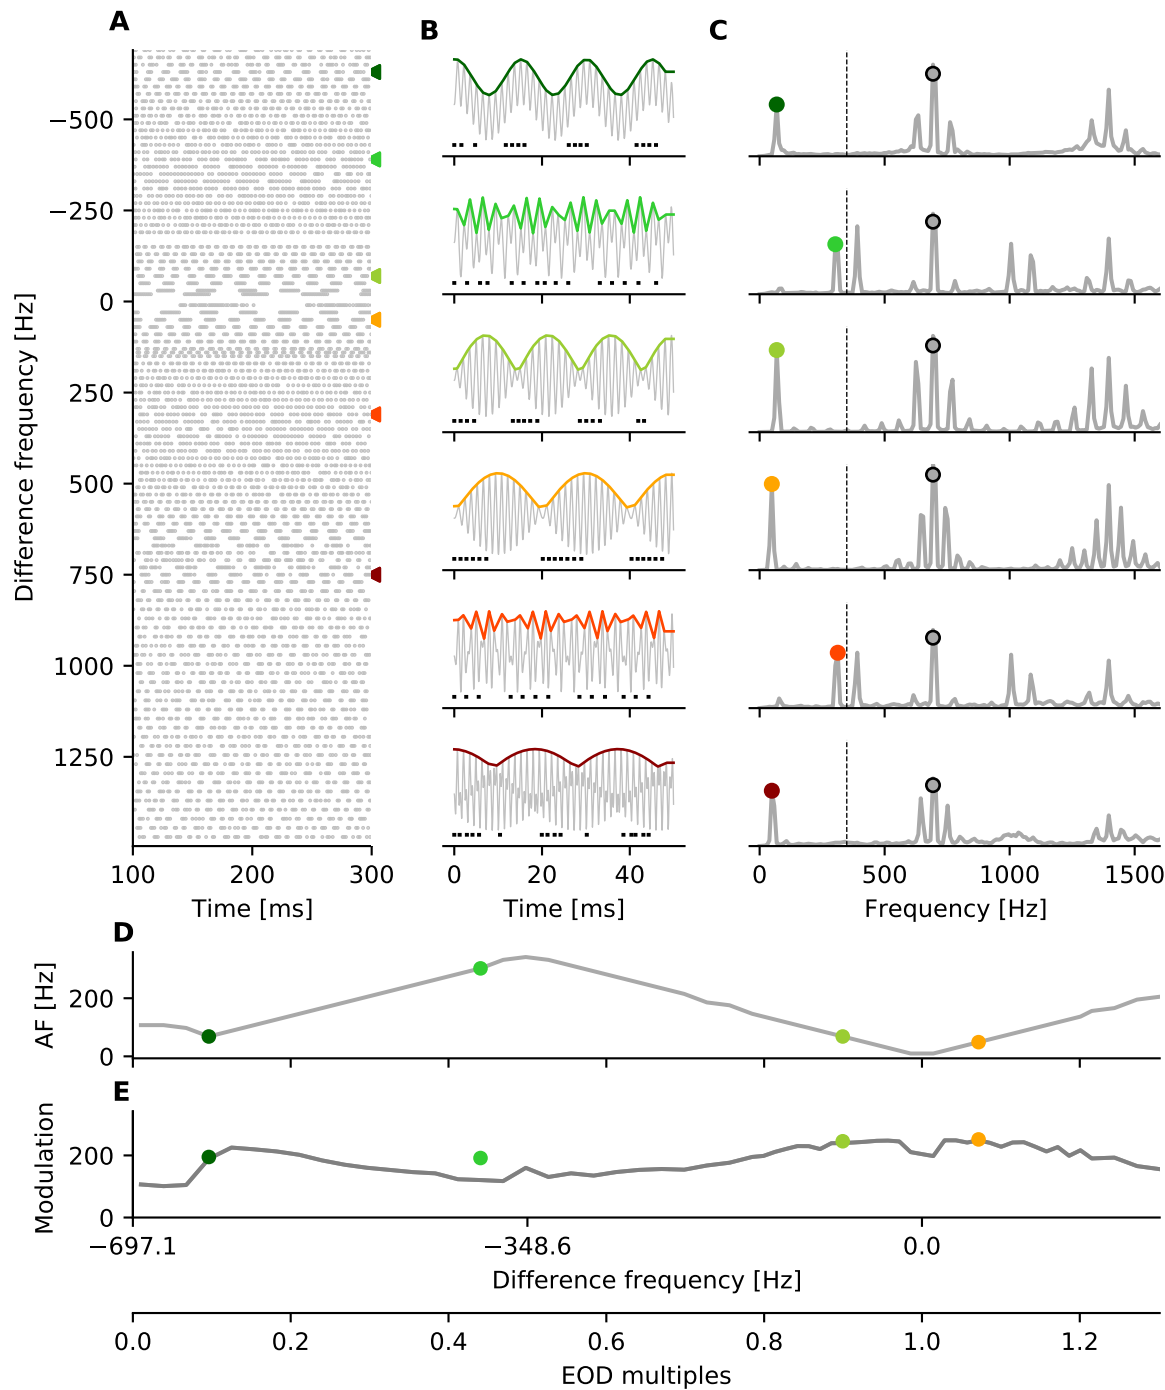 A
B
C
Difference frequency [Hz]
−500
−250
0
250
500
750
1000
1250
100 200 300
Time [ms]
0 20 40
Time [ms]
0 500 1000 1500
Frequency [Hz]
D
AF [Hz]
200
0
E
Modulation
200
0
−697.1 −348.6 0.0
Difference frequency [Hz]
0.0 0.2 0.4 0.6 0.8 1.0 1.2
EOD multiples